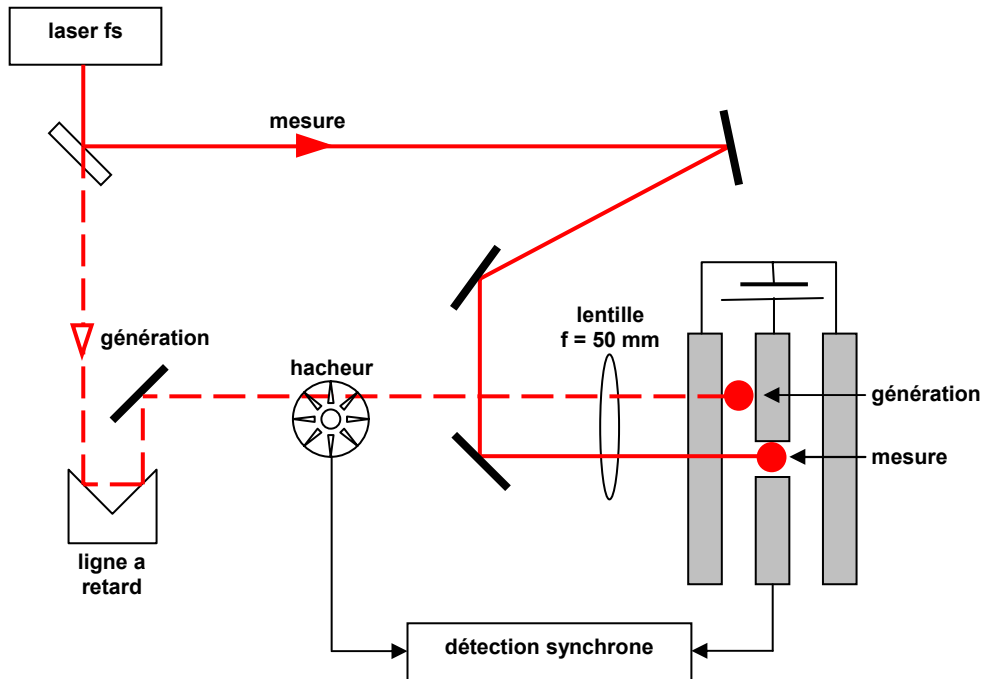 laser fs
mesure
génération
lentille
f = 50 mm
hacheur
génération
mesure
ligne a
retard
détection synchrone